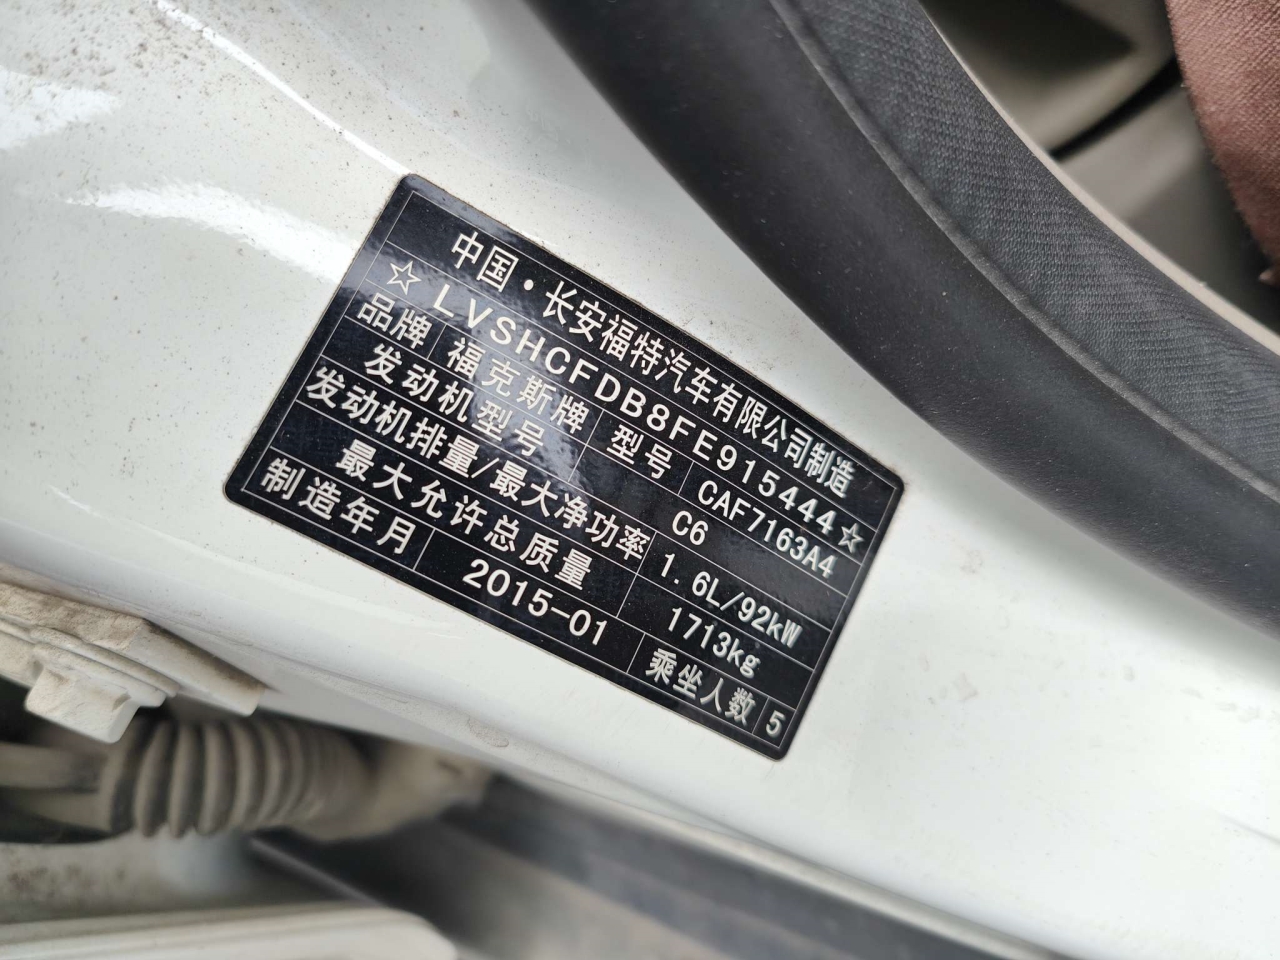 中国·长安福特汽车有限公司制造
☆LVSHCFDB8FE915444☆
品牌 福克斯牌 型号 CAF7163A4
发动机型号 C6
发动机排量/最大净功率 1.6L/92kW
最大允许总质量 1713kg
制造年月 2015-01 乘坐人数 5